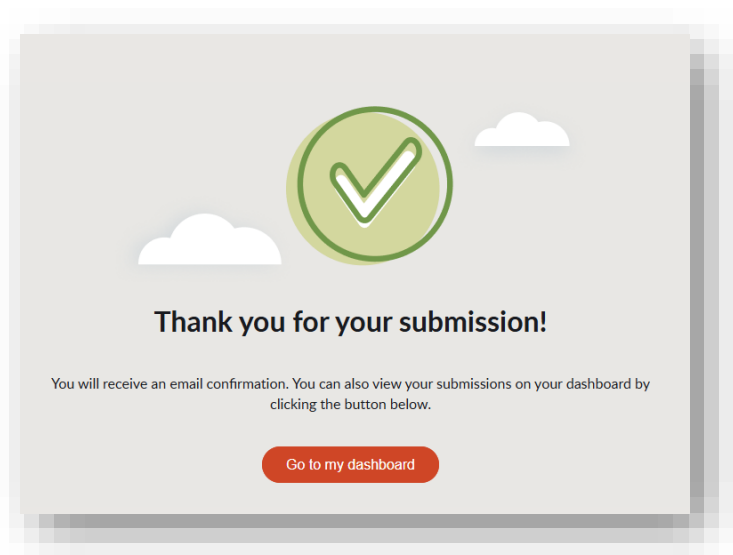 Thank you for your submission!
You will receive an email confirmation. You can also view your submissions on your dashboard by
clicking the button below.
Go to my dashboard